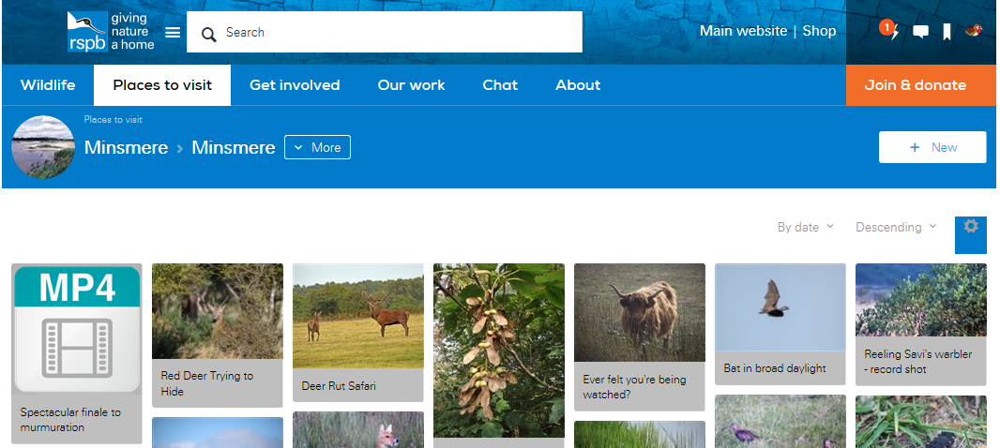 giving
nature
a home
rspb
Search
Main website | Shop
1
Wildlife
Places to visit
Get involved
Our work
Chat
About
Join & donate
Places to visit
Minsmere › Minsmere
More
+ New
By date
Descending
MP4
Spectacular finale to
murmuration
Red Deer Trying to
Hide
Deer Rut Safari
Ever felt you're being
watched?
Bat in broad daylight
Reeling Savi's warbler
- record shot